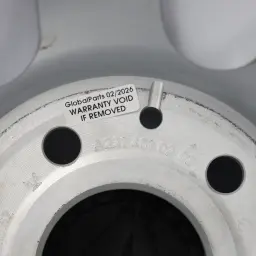 GlobalParts 02/2026
WARRANTY VOID
IF REMOVED